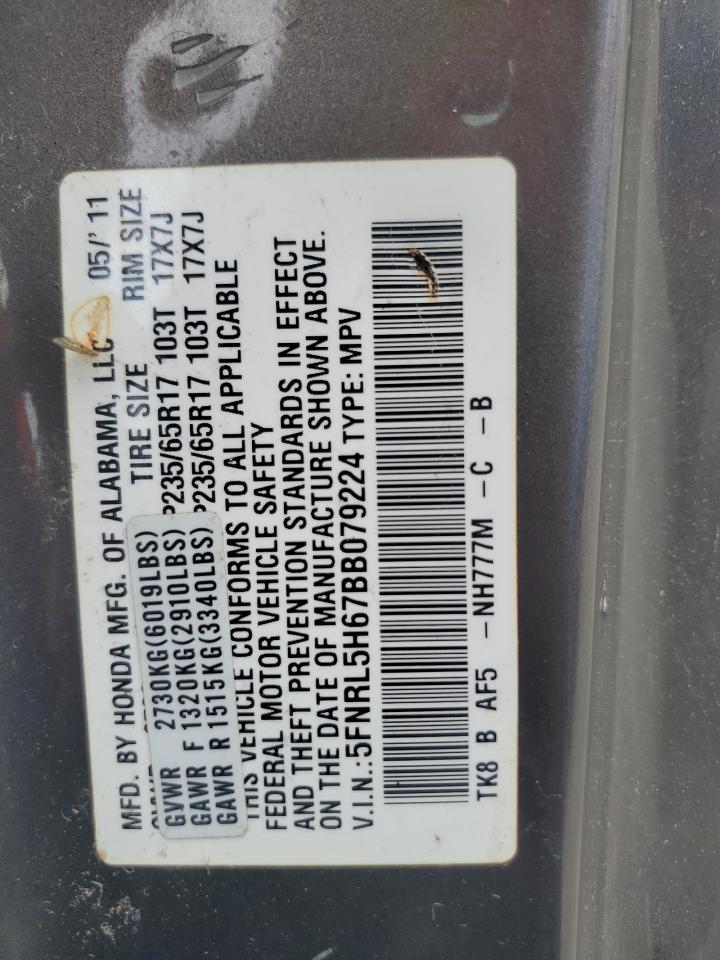 MFD. BY HONDA MFG. OF ALABAMA, LLC 05/'11
TIRE SIZE RIM SIZE
GVWR 2730KG(6019LBS)
GAWR F 1320KG(2910LBS) P235/65R17 103T 17X7J
GAWR R 1515KG(3340LBS) P235/65R17 103T 17X7J
THIS VEHICLE CONFORMS TO ALL APPLICABLE
FEDERAL MOTOR VEHICLE SAFETY
AND THEFT PREVENTION STANDARDS IN EFFECT
ON THE DATE OF MANUFACTURE SHOWN ABOVE.
V.I.N.:5FNRL5H67BB079224 TYPE: MPV
TK8 B AF5 -NH777M -C -B